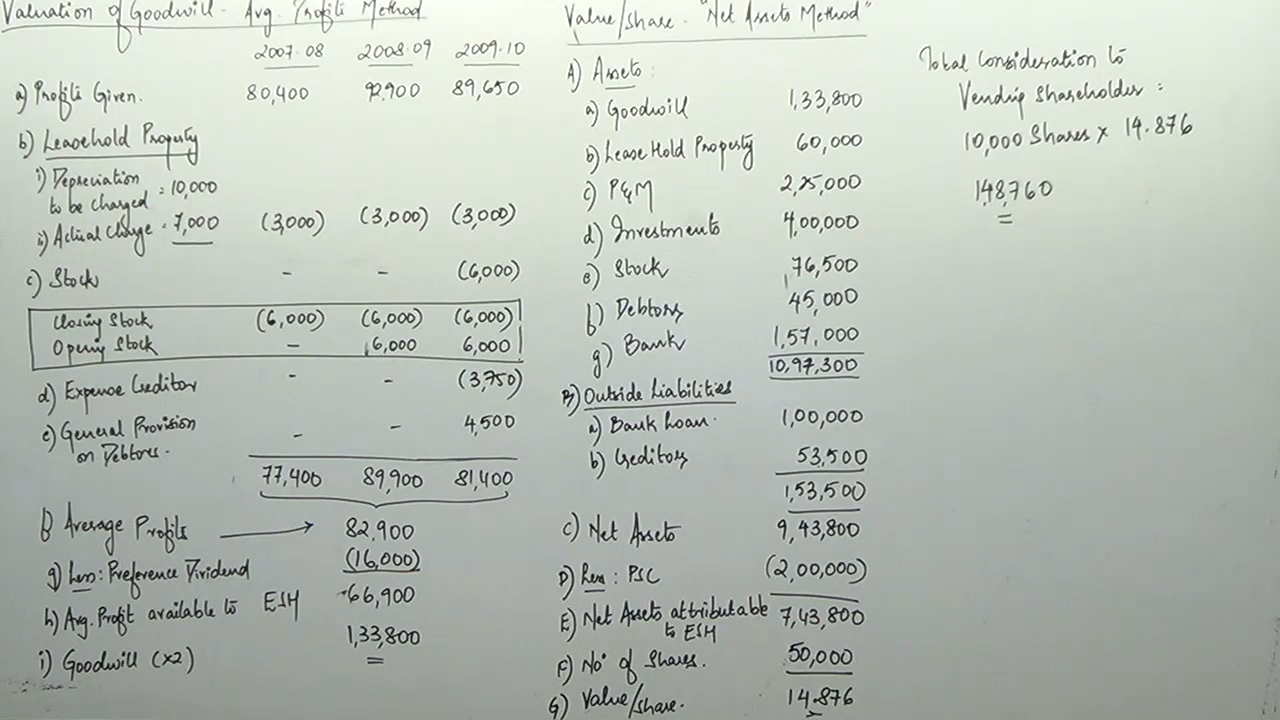 Valuation of Goodwill - Avg. Profits Method
2007-08 2008-09 2009-10
a) Profits Given. 80,400 92,900 89,650
b) Leasehold Property
i) Depreciation
to be charged = 10,000
ii) Actual Charge = 7,000 (3,000) (3,000) (3,000)
c) Stock - - (6,000)
Closing Stock (6,000) (6,000) (6,000)
Opening Stock - 6,000 6,000
d) Expense Creditor - - (3,750)
e) General Provision
on Debtors. - - 4,500
77,400 89,900 81,400
f) Average Profits → 82,900
g) Less: Preference Dividend (16,000)
h) Avg. Profit available to ESH 66,900
i) Goodwill (x2) 1,33,800
Value/share - "Net Assets Method"
A) Assets:
a) Goodwill 1,33,800
b) Lease Hold Property 60,000
c) P&M 2,25,000
d) Investments 4,00,000
e) Stock 76,500
f) Debtors 45,000
g) Bank 1,57,000
10,97,300
B) Outside Liabilities
a) Bank Loan. 1,00,000
b) Creditors 53,500
1,53,500
C) Net Assets 9,43,800
D) Less: PSC (2,00,000)
E) Net Assets attributable
to ESH 7,43,800
F) No of Shares. 50,000
G) Value/share. 14.876
Total Consideration to
Vending Shareholder:
10,000 Shares x 14.876
148,760